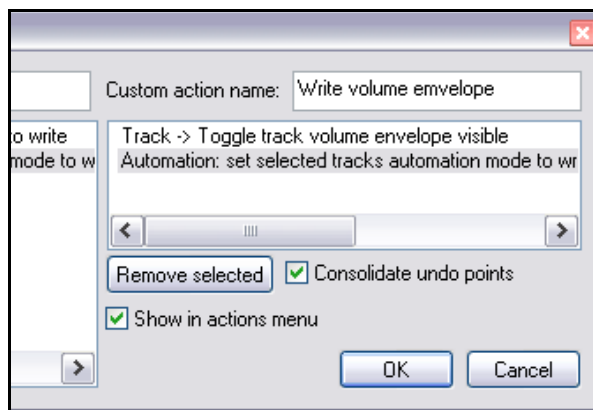 Custom action name: Write volume emvelope
to write
mode to w
Track -> Toggle track volume envelope visible
Automation: set selected tracks automation mode to wr
Remove selected
Consolidate undo points
Show in actions menu
OK
Cancel